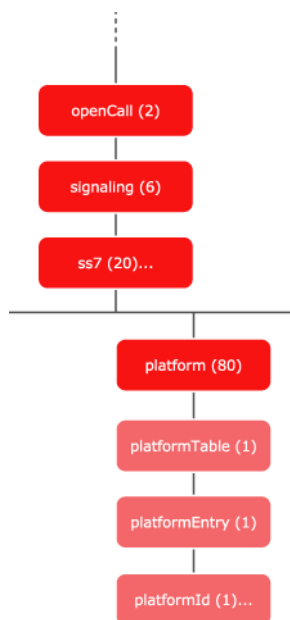 openCall (2)
signaling (6)
ss7 (20)...
platform (80)
platformTable (1)
platformEntry (1)
platformId (1)...